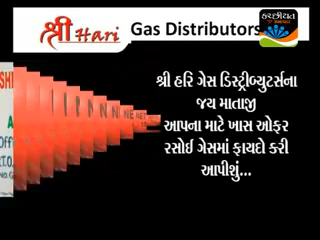 શ્રી Hari Gas Distributors
શ્રી હરિ ગેસ ડિસ્ટ્રીબ્યુટર્સના
જય માતાજી
આપના માટે ખાસ ઓફર
રસોઈ ગેસમાં ફાયદો કરી
આપીશું...